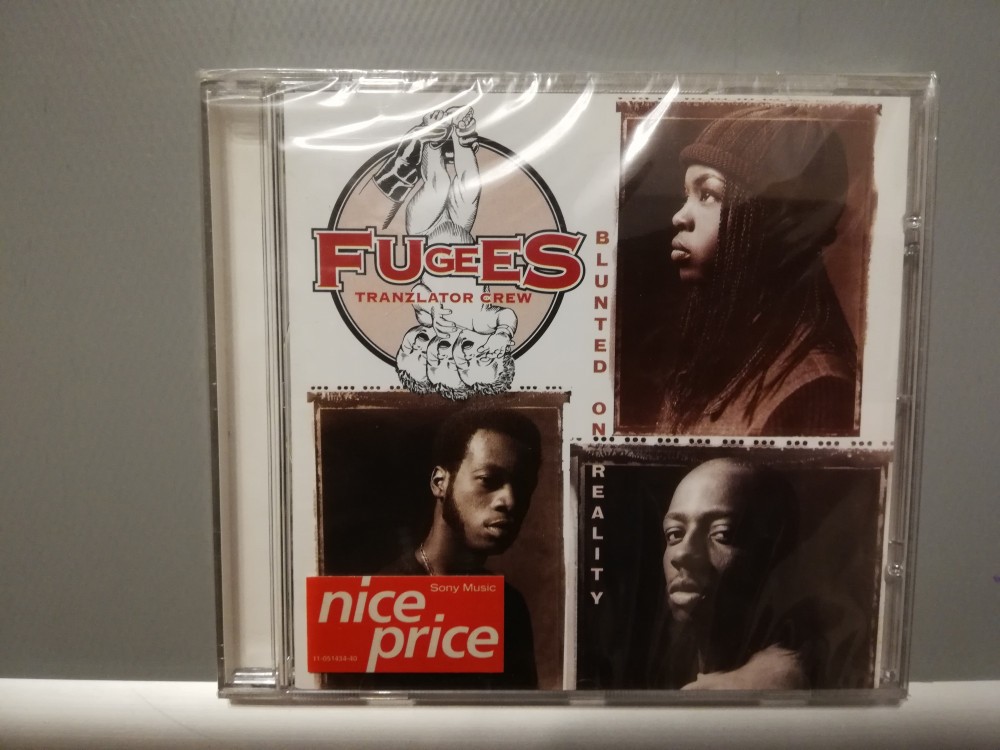 FUGEES
TRANZLATOR CREW
BLUNTED ON REALITY
Sony Music
nice
price